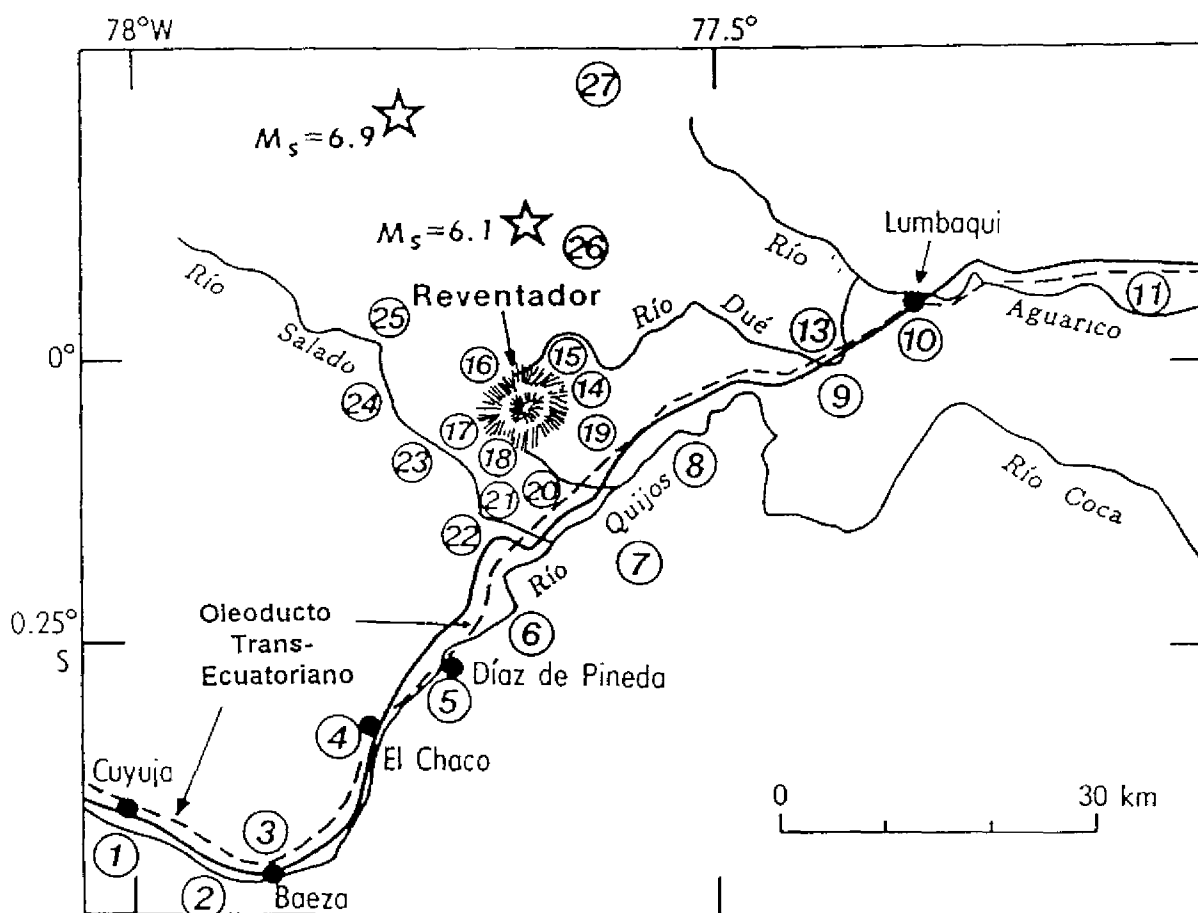 78°W
77.5°
27
Ms=6.9
Ms=6.1
26
Lumbaqui
Río
Río
Salado
25
Reventador
Río
Dué
13
11
Aguarico
10
0°
16
15
14
9
24
17
18
19
8
Río
Coca
23
21
20
Quijos
22
7
Río
Oleoducto
Trans-
Ecuatoriano
6
0.25°
S
Díaz de Pineda
5
4
El Chaco
Cuyuja
3
0
30 km
1
2
Baeza